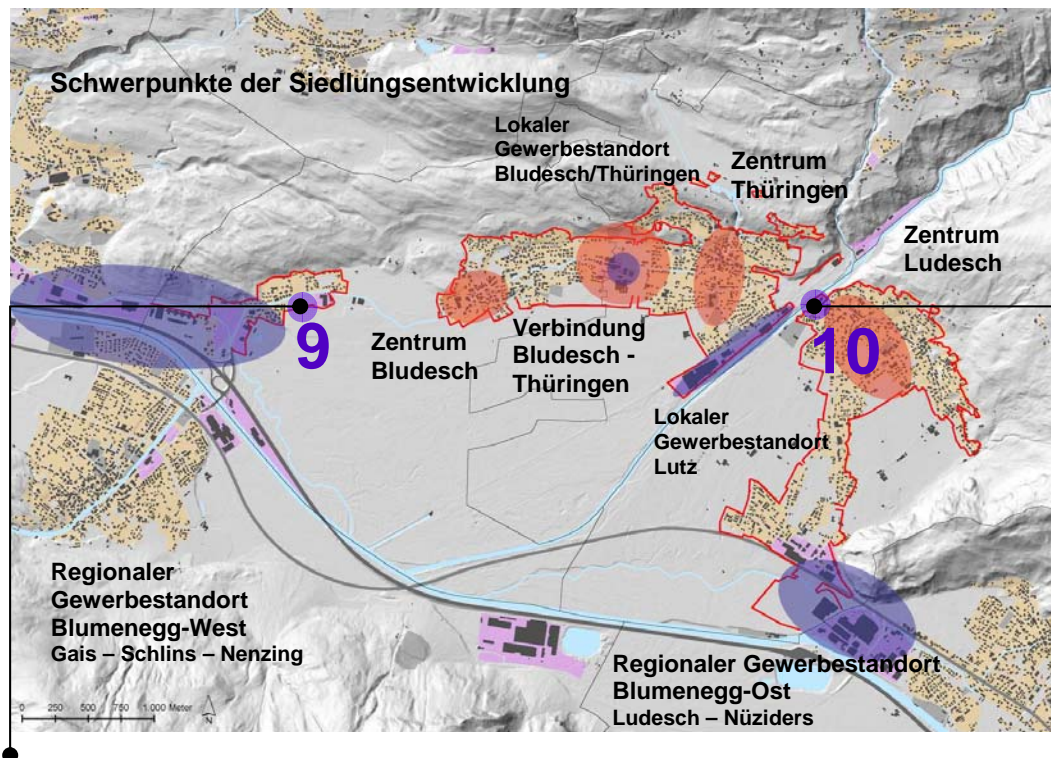 Schwerpunkte der Siedlungsentwicklung
Lokaler
Gewerbestandort
Bludesch/Thüringen
Zentrum
Thüringen
Zentrum
Ludesch
9
Zentrum
Bludesch
Verbindung
Bludesch -
Thüringen
10
Lokaler
Gewerbestandort
Lutz
Regionaler
Gewerbestandort
Blumenegg-West
Gais – Schlins – Nenzing
Regionaler Gewerbestandort
Blumenegg-Ost
Ludesch – Nüziders
0 250 500 750 1.000 Meter
N